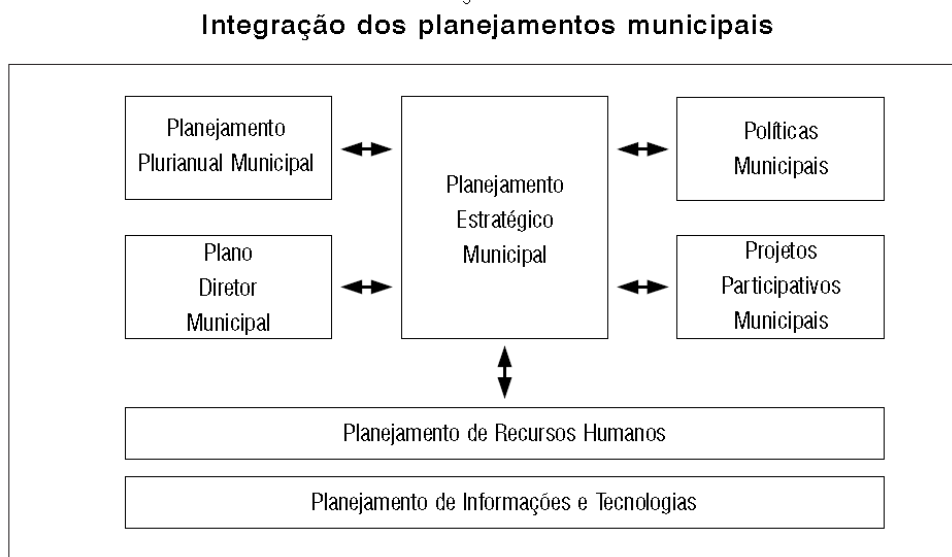 Integração dos planejamentos municipais
Planejamento
Plurianual Municipal
Planejamento
Estratégico
Municipal
Políticas
Municipais
Plano
Diretor
Municipal
Projetos
Participativos
Municipais
Planejamento de Recursos Humanos
Planejamento de Informações e Tecnologias